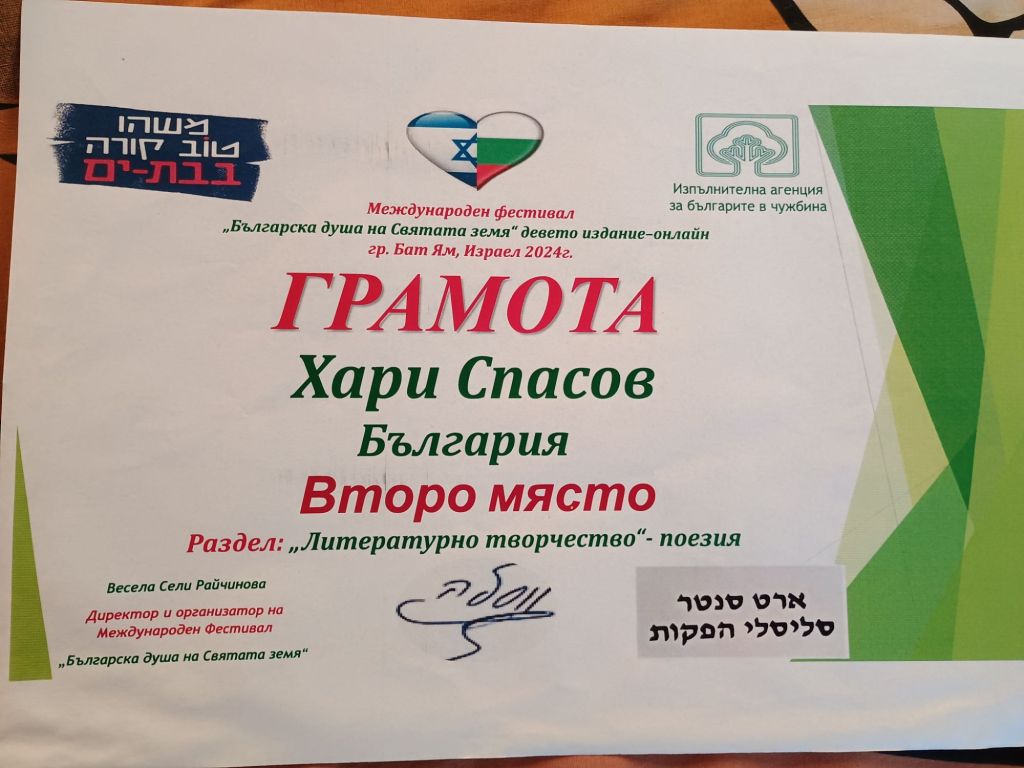 משהו
טוב קורה
בבת-ים
Изпълнителна агенция
за българите в чужбина
Международен фестивал
„Българска душа на Святата земя“ девето издание–онлайн
гр. Бат Ям, Израел 2024г.
ГРАМОТА
Хари Спасов
България
Второ място
Раздел: „Литературно творчество“- поезия
Весела Сели Райчинова
Директор и организатор на
Международен Фестивал
„Българска душа на Святата земя“
ארט סנטר
סליסלי הפקות